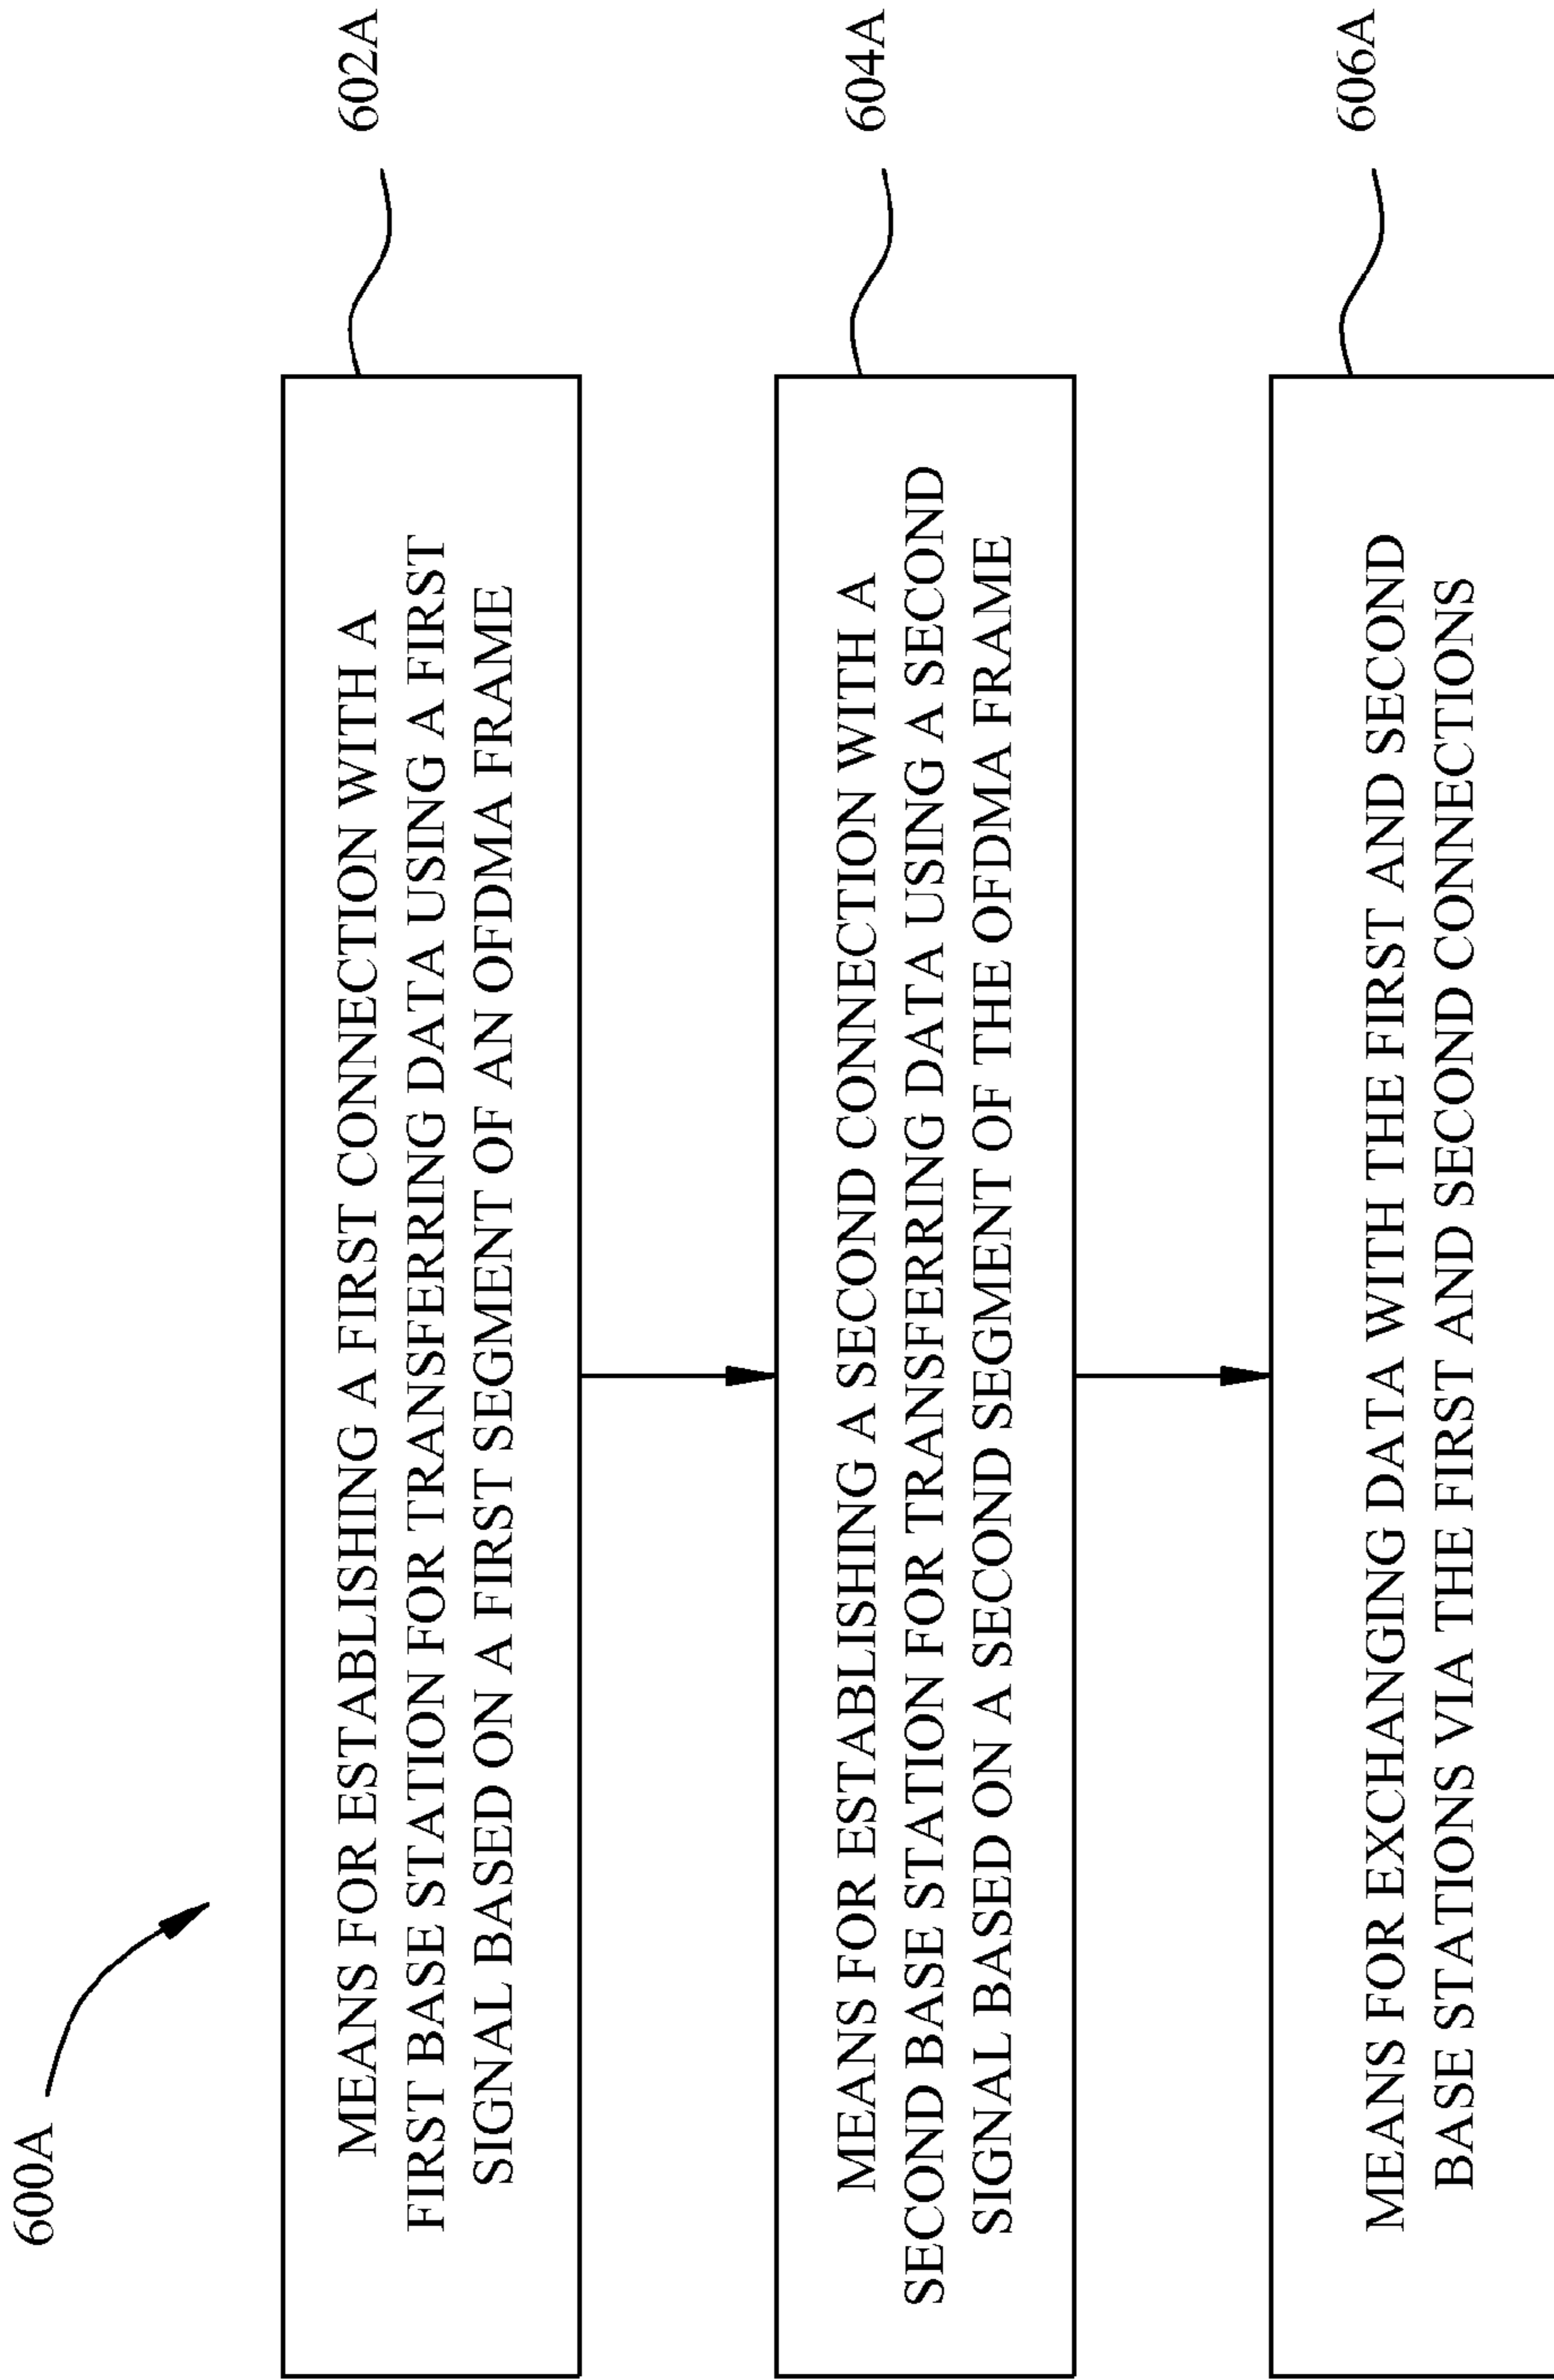 600A
MEANS FOR ESTABLISHING A FIRST CONNECTION WITH A
FIRST BASE STATION FOR TRANSFERRING DATA USING A FIRST
SIGNAL BASED ON A FIRST SEGMENT OF AN OFDMA FRAME
602A
MEANS FOR ESTABLISHING A SECOND CONNECTION WITH A
SECOND BASE STATION FOR TRANSFERRING DATA USING A SECOND
SIGNAL BASED ON A SECOND SEGMENT OF THE OFDMA FRAME
604A
MEANS FOR EXCHANGING DATA WITH THE FIRST AND SECOND
BASE STATIONS VIA THE FIRST AND SECOND CONNECTIONS
606A